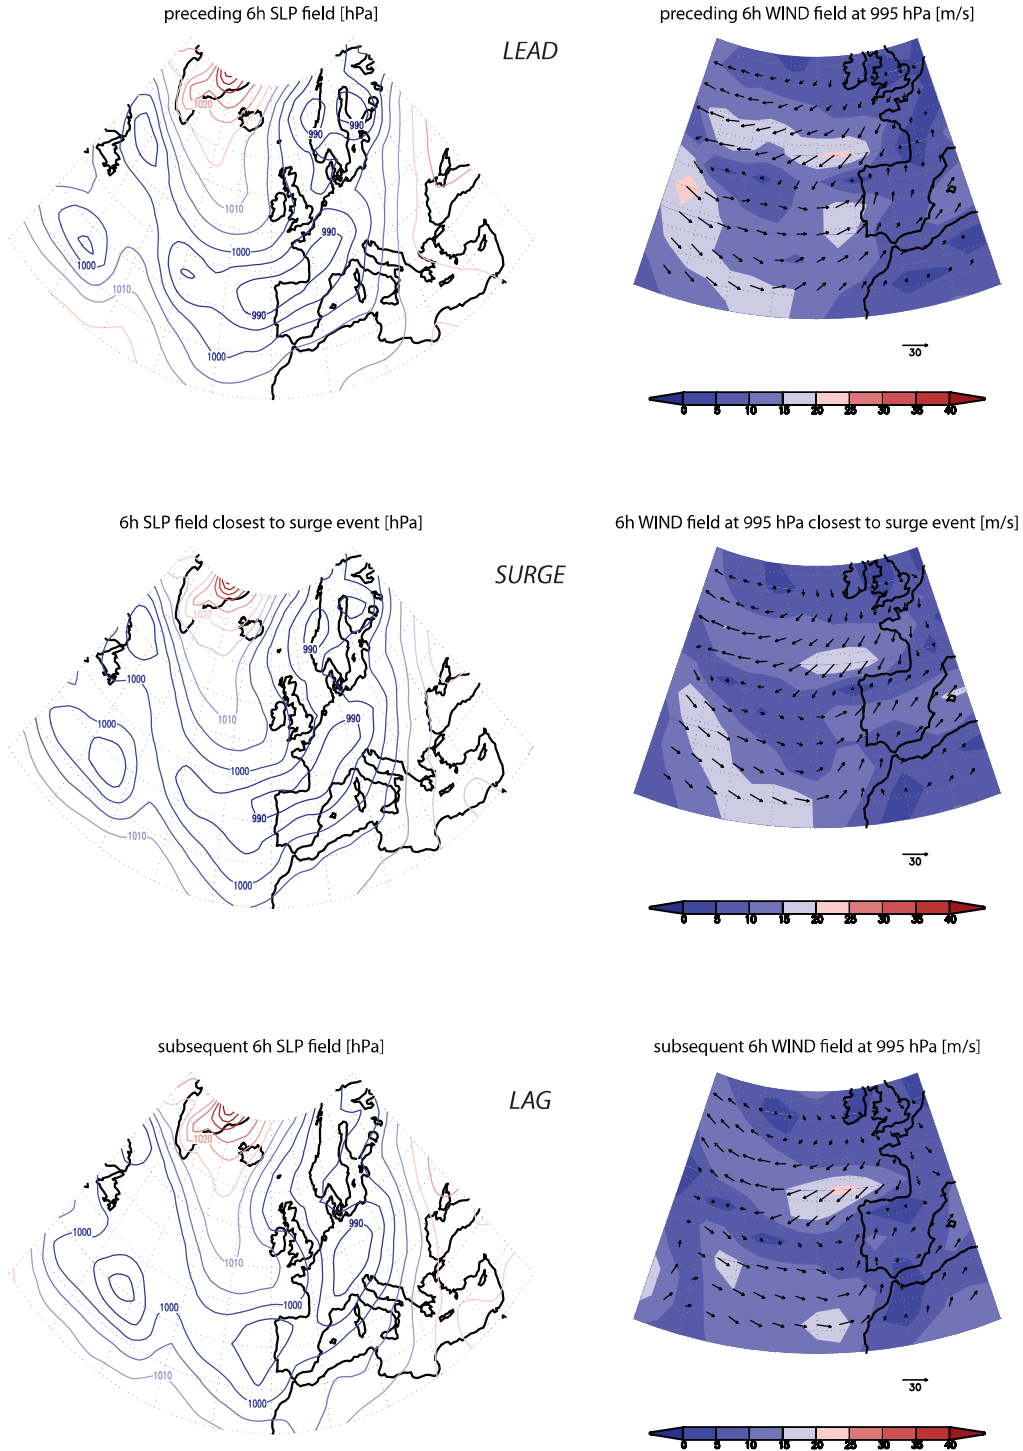 preceding 6h SLP field [hPa]
preceding 6h WIND field at 995 hPa [m/s]
LEAD
1020
990
990
1010
990
1000
1010
990
1000
1000
30
0 5 10 15 20 25 30 35 40
6h SLP field closest to surge event [hPa]
6h WIND field at 995 hPa closest to surge event [m/s]
SURGE
1020
990
1000
1010
990
1000
1000
990
1010
1000
30
0 5 10 15 20 25 30 35 40
subsequent 6h SLP field [hPa]
subsequent 6h WIND field at 995 hPa [m/s]
LAG
1020
990
1000
1010
1000
1000
1010
1000
30
0 5 10 15 20 25 30 35 40